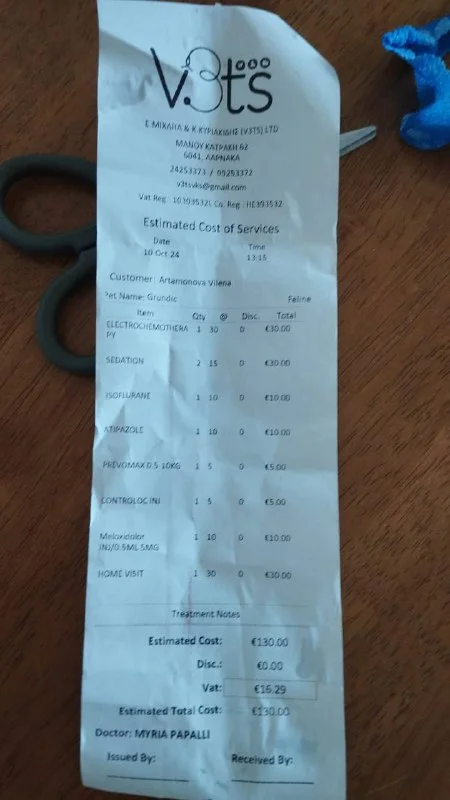 V3ts
Ε ΜΙΧΑΗΛ & Κ ΚΥΡΙΑΚΙΔΗΣ (V3TS) LTD
ΜΑΝΟΥ ΚΑΤΡΑΚΗ 62
6041, ΛΑΡΝΑΚΑ
24253373 / 99253372
v3tsvks@gmail.com
Vat Reg : 10393532L Co. Reg : HE393532
Estimated Cost of Services
Date Time
10 Oct 24 13:15
Customer: Artamonova Vilena
Pet Name: Grundic Feline
Item Qty @ Disc. Total
ELECTROCHEMOTHERA 1 30 0 €30.00
PY
SEDATION 2 15 0 €30.00
ISOFLURANE 1 10 0 €10.00
ATIPAZOLE 1 10 0 €10.00
PREVOMAX 0.5-10KG 1 5 0 €5.00
CONTROLOC INJ 1 5 0 €5.00
Meloxidolor 1 10 0 €10.00
INJ/0.5ML 5MG
HOME VISIT 1 30 0 €30.00
Treatment Notes
Estimated Cost: €130.00
Disc.: €0.00
Vat: €16.29
Estimated Total Cost: €130.00
Doctor: MYRIA PAPALLI
Issued By: Received By: